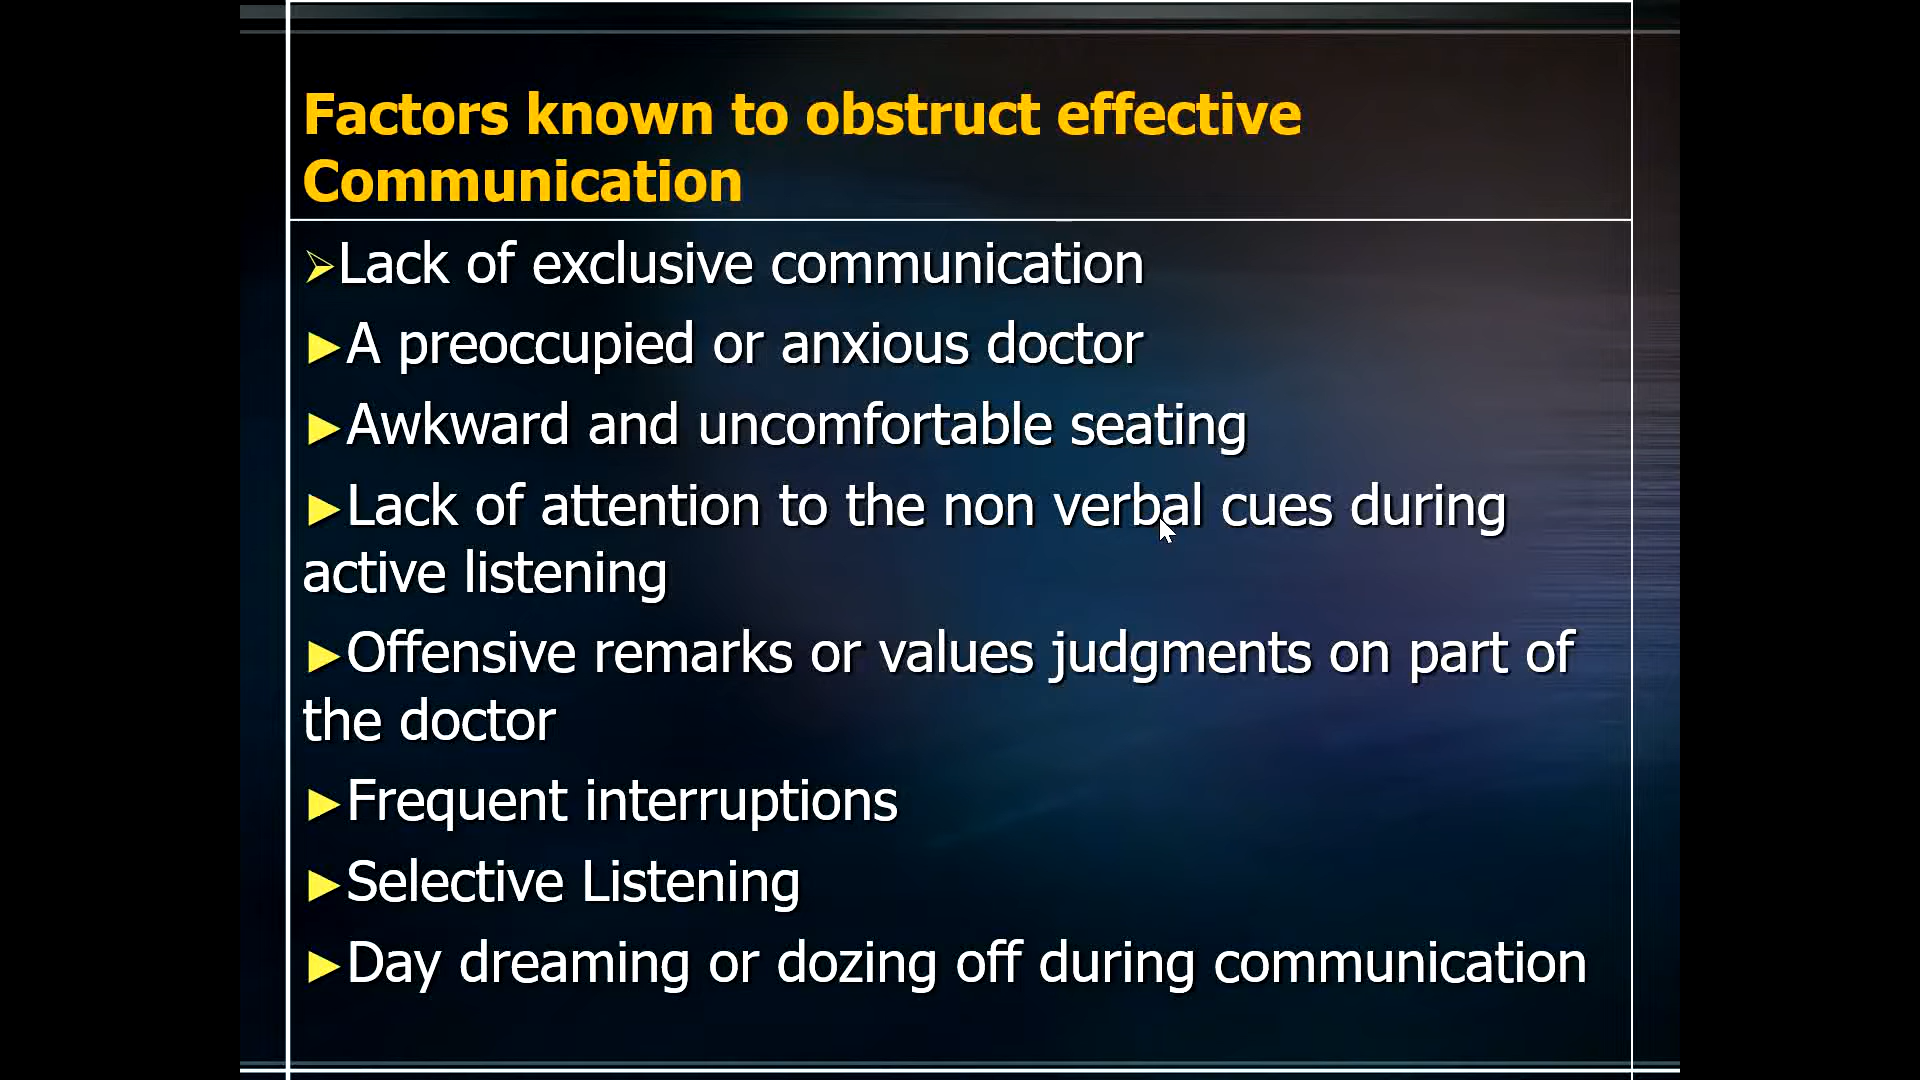 Factors known to obstruct effective
Communication
➢Lack of exclusive communication
►A preoccupied or anxious doctor
►Awkward and uncomfortable seating
►Lack of attention to the non verbal cues during
active listening
►Offensive remarks or values judgments on part of
the doctor
►Frequent interruptions
►Selective Listening
►Day dreaming or dozing off during communication